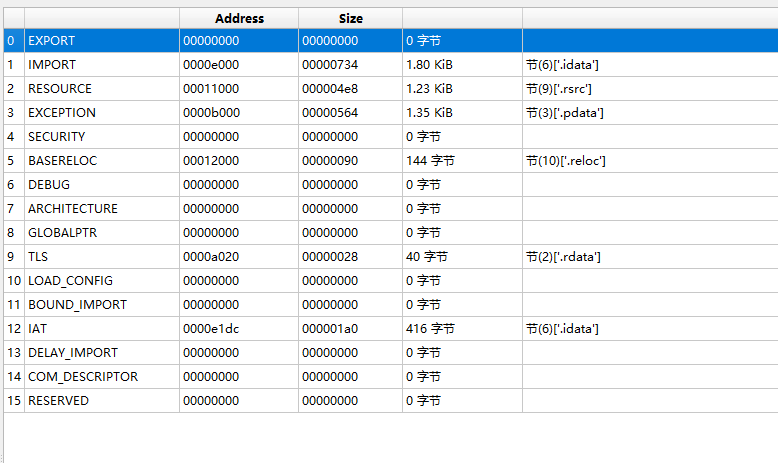 Address Size
0 EXPORT 00000000 00000000 0 字节
1 IMPORT 0000e000 00000734 1.80 KiB 节(6)['.idata']
2 RESOURCE 00011000 000004e8 1.23 KiB 节(9)['.rsrc']
3 EXCEPTION 0000b000 00000564 1.35 KiB 节(3)['.pdata']
4 SECURITY 00000000 00000000 0 字节
5 BASERELOC 00012000 00000090 144 字节 节(10)['.reloc']
6 DEBUG 00000000 00000000 0 字节
7 ARCHITECTURE 00000000 00000000 0 字节
8 GLOBALPTR 00000000 00000000 0 字节
9 TLS 0000a020 00000028 40 字节 节(2)['.rdata']
10 LOAD_CONFIG 00000000 00000000 0 字节
11 BOUND_IMPORT 00000000 00000000 0 字节
12 IAT 0000e1dc 000001a0 416 字节 节(6)['.idata']
13 DELAY_IMPORT 00000000 00000000 0 字节
14 COM_DESCRIPTOR 00000000 00000000 0 字节
15 RESERVED 00000000 00000000 0 字节